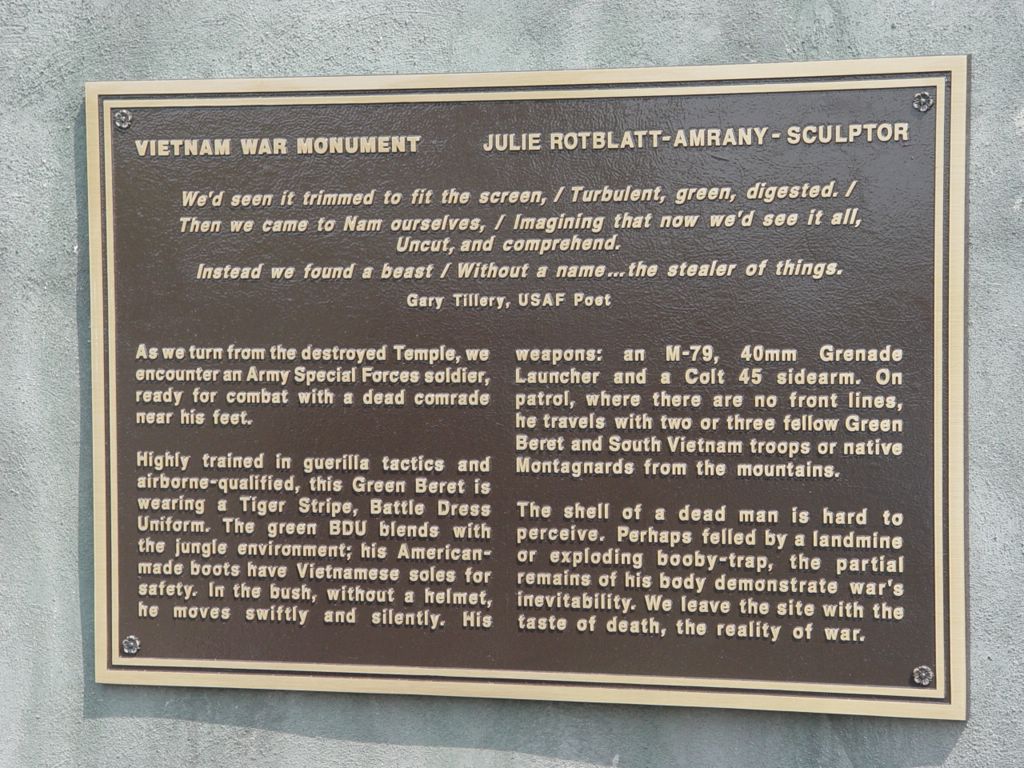 VIETNAM WAR MONUMENT
JULIE ROTBLATT-AMRANY - SCULPTOR
We'd seen it trimmed to fit the screen, / Turbulent, green, digested. /
Then we came to Nam ourselves, / Imagining that now we'd see it all,
Uncut, and comprehend.
Instead we found a beast / Without a name...the stealer of things.
Gary Tillery, USAF Poet
As we turn from the destroyed Temple, we
encounter an Army Special Forces soldier,
ready for combat with a dead comrade
near his feet.
Highly trained in guerilla tactics and
airborne-qualified, this Green Beret is
wearing a Tiger Stripe, Battle Dress
Uniform. The green BDU blends with
the jungle environment; his American-
made boots have Vietnamese soles for
safety. In the bush, without a helmet,
he moves swiftly and silently. His
weapons: an M-79, 40mm Grenade
Launcher and a Colt 45 sidearm. On
patrol, where there are no front lines,
he travels with two or three fellow Green
Beret and South Vietnam troops or native
Montagnards from the mountains.
The shell of a dead man is hard to
perceive. Perhaps felled by a landmine
or exploding booby-trap, the partial
remains of his body demonstrate war's
inevitability. We leave the site with the
taste of death, the reality of war.